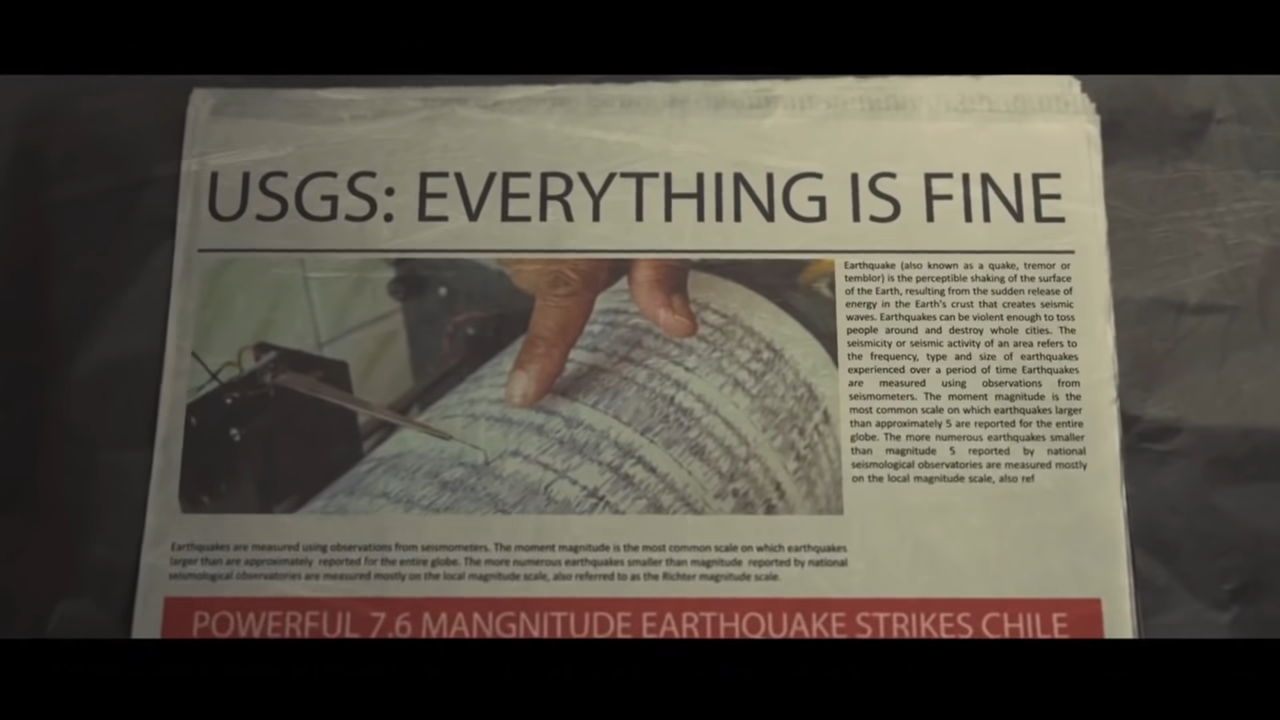 USGS: EVERYTHING IS FINE
Earthquake (also known as a quake, tremor or
temblor) is the perceptible shaking of the surface
of the Earth, resulting from the sudden release of
energy in the Earth's crust that creates seismic
waves. Earthquakes can be violent enough to toss
people around and destroy whole cities. The
seismicity or seismic activity of an area refers to
the frequency, type and size of earthquakes
experienced over a period of time Earthquakes
are measured using observations from
seismometers. The moment magnitude is the
most common scale on which earthquakes larger
than approximately 5 are reported for the entire
globe. The more numerous earthquakes smaller
than magnitude 5 reported by national
seismological observatories are measured mostly
on the local magnitude scale, also ref
Earthquakes are measured using observations from seismometers. The moment magnitude is the most common scale on which earthquakes
larger than are approximately reported for the entire globe. The more numerous earthquakes smaller than magnitude reported by national
seismological observatories are measured mostly on the local magnitude scale, also referred to as the Richter magnitude scale.
POWERFUL 7.6 MANGNITUDE EARTHQUAKE STRIKES CHILE